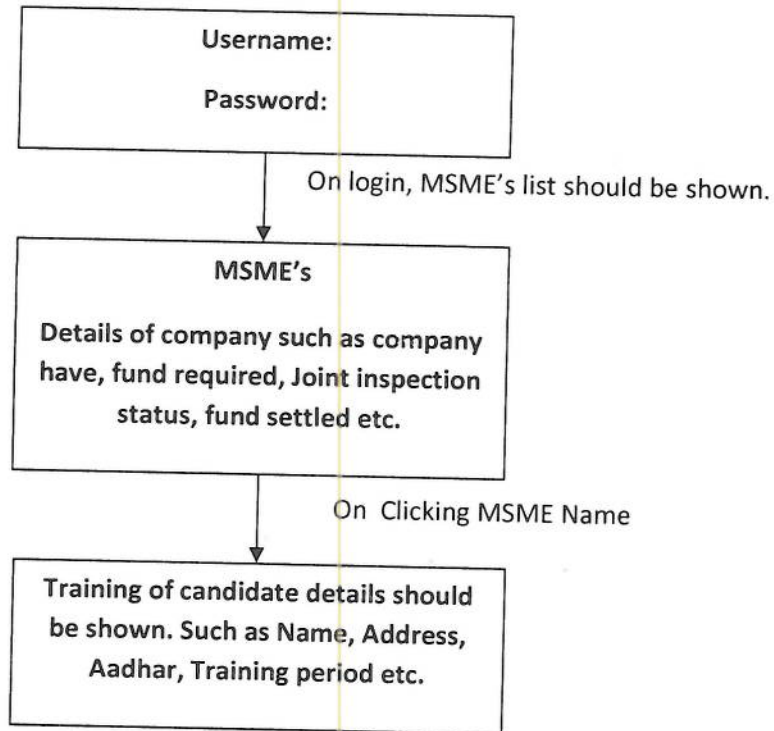 Username:
Password:
On login, MSME's list should be shown.
MSME's
Details of company such as company
have, fund required, Joint inspection
status, fund settled etc.
On Clicking MSME Name
Training of candidate details should
be shown. Such as Name, Address,
Aadhar, Training period etc.